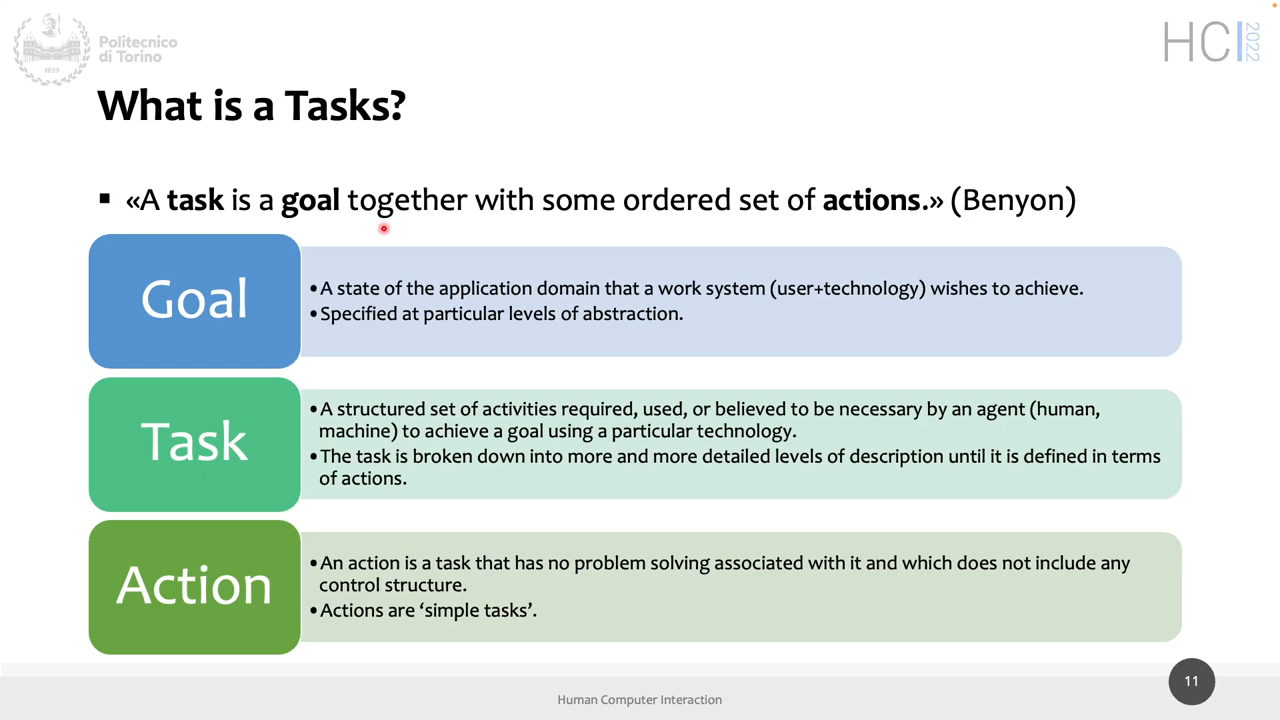 Politecnico
di Torino
1859
HCI 2022
What is a Tasks?
▪ «A task is a goal together with some ordered set of actions.» (Benyon)
Goal
•A state of the application domain that a work system (user+technology) wishes to achieve.
•Specified at particular levels of abstraction.
Task
•A structured set of activities required, used, or believed to be necessary by an agent (human,
machine) to achieve a goal using a particular technology.
•The task is broken down into more and more detailed levels of description until it is defined in terms
of actions.
Action
•An action is a task that has no problem solving associated with it and which does not include any
control structure.
•Actions are ‘simple tasks’.
11
Human Computer Interaction